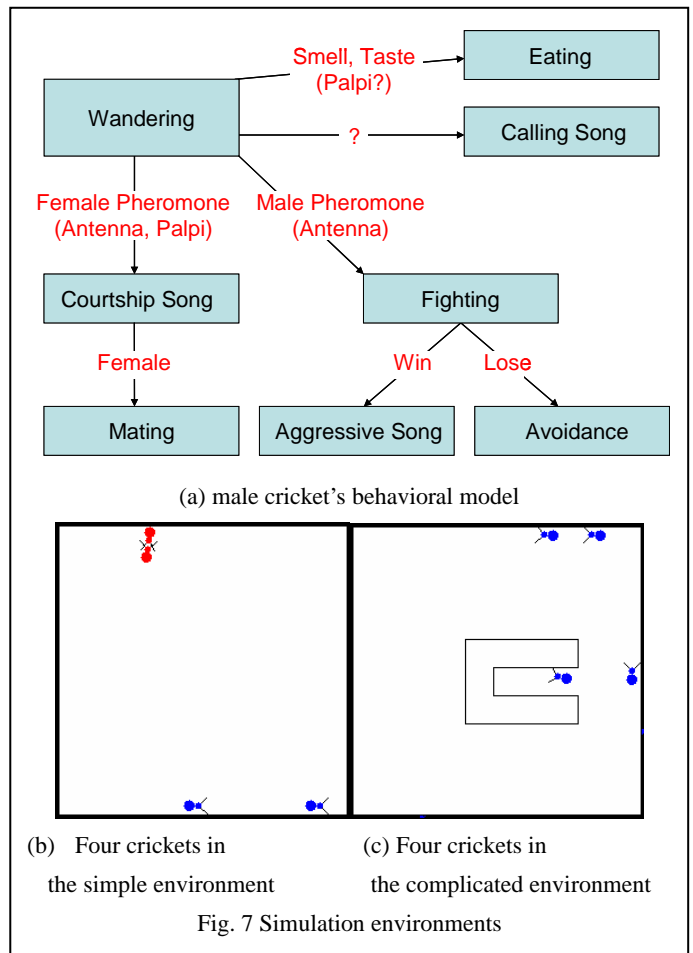 Smell, Taste
(Palpi?)
Eating
Wandering
?
Calling Song
Female Pheromone
(Antenna, Palpi)
Male Pheromone
(Antenna)
Courtship Song
Fighting
Female
Win
Lose
Mating
Aggressive Song
Avoidance
(a) male cricket's behavioral model
(b) Four crickets in
the simple environment
(c) Four crickets in
the complicated environment
Fig. 7 Simulation environments